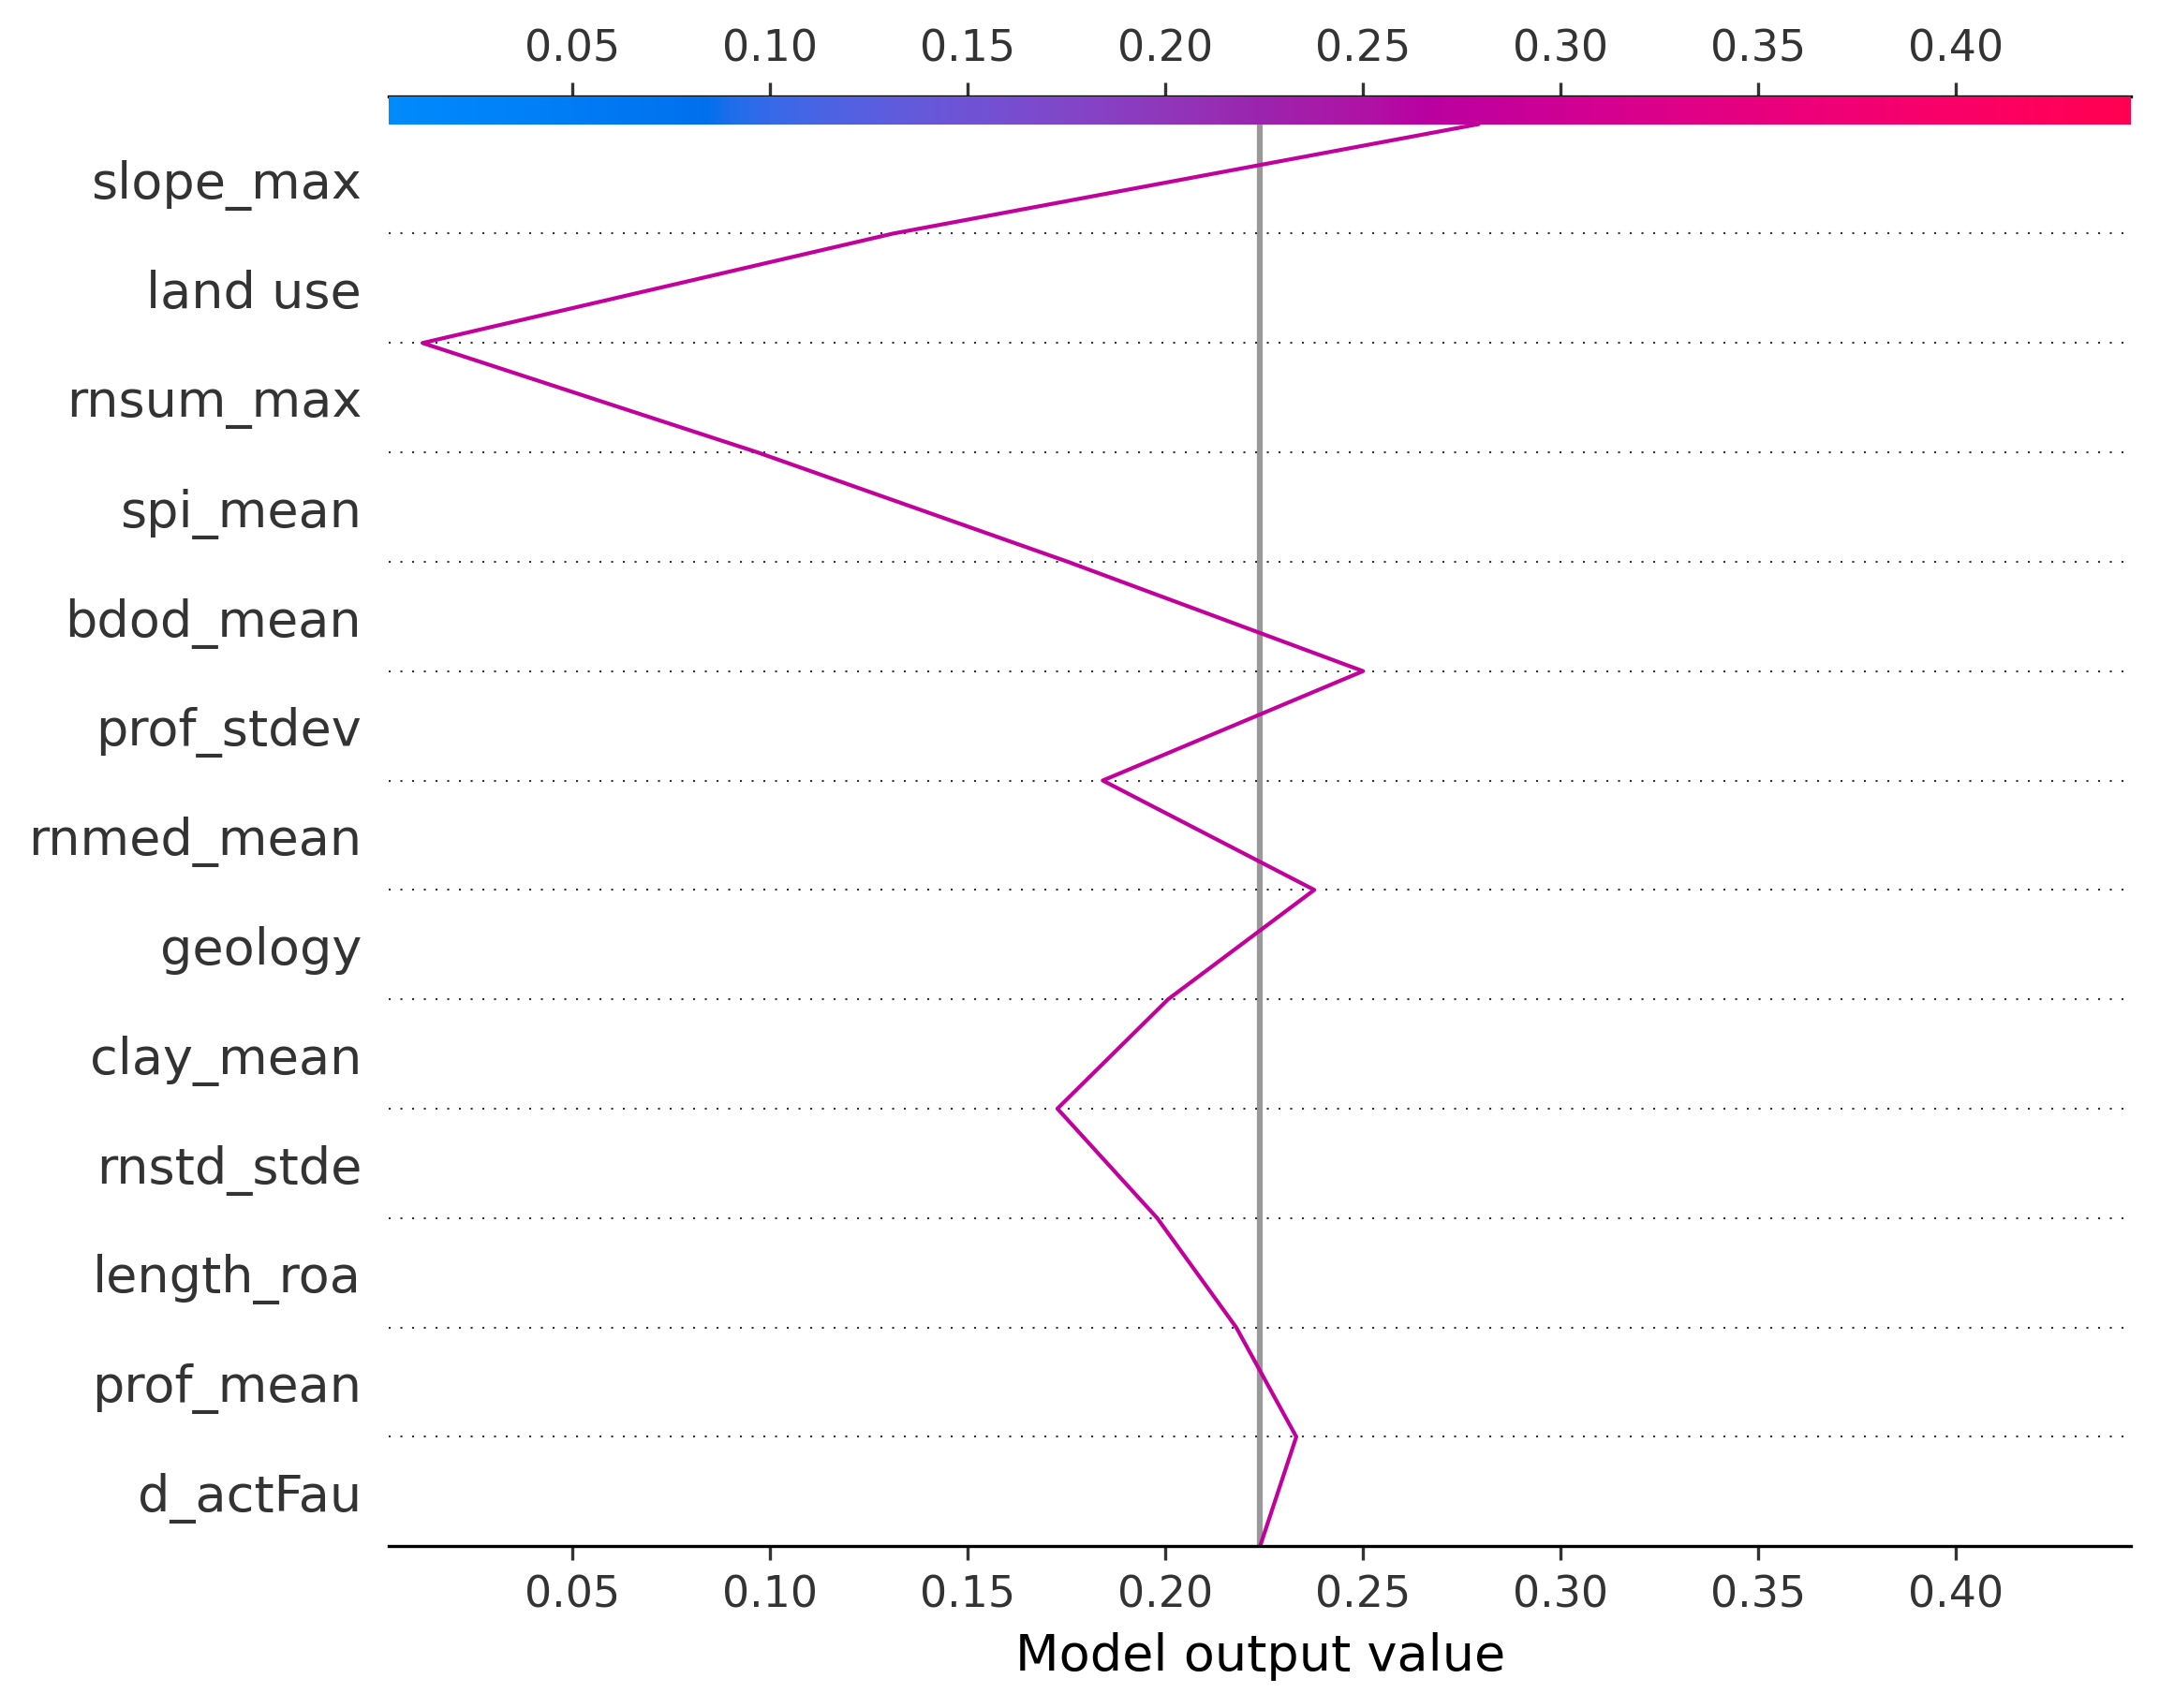 0.05 0.10 0.15 0.20 0.25 0.30 0.35 0.40
slope_max
land use
rnsum_max
spi_mean
bdod_mean
prof_stdev
rnmed_mean
geology
clay_mean
rnstd_stde
length_roa
prof_mean
d_actFau
0.05 0.10 0.15 0.20 0.25 0.30 0.35 0.40
Model output value